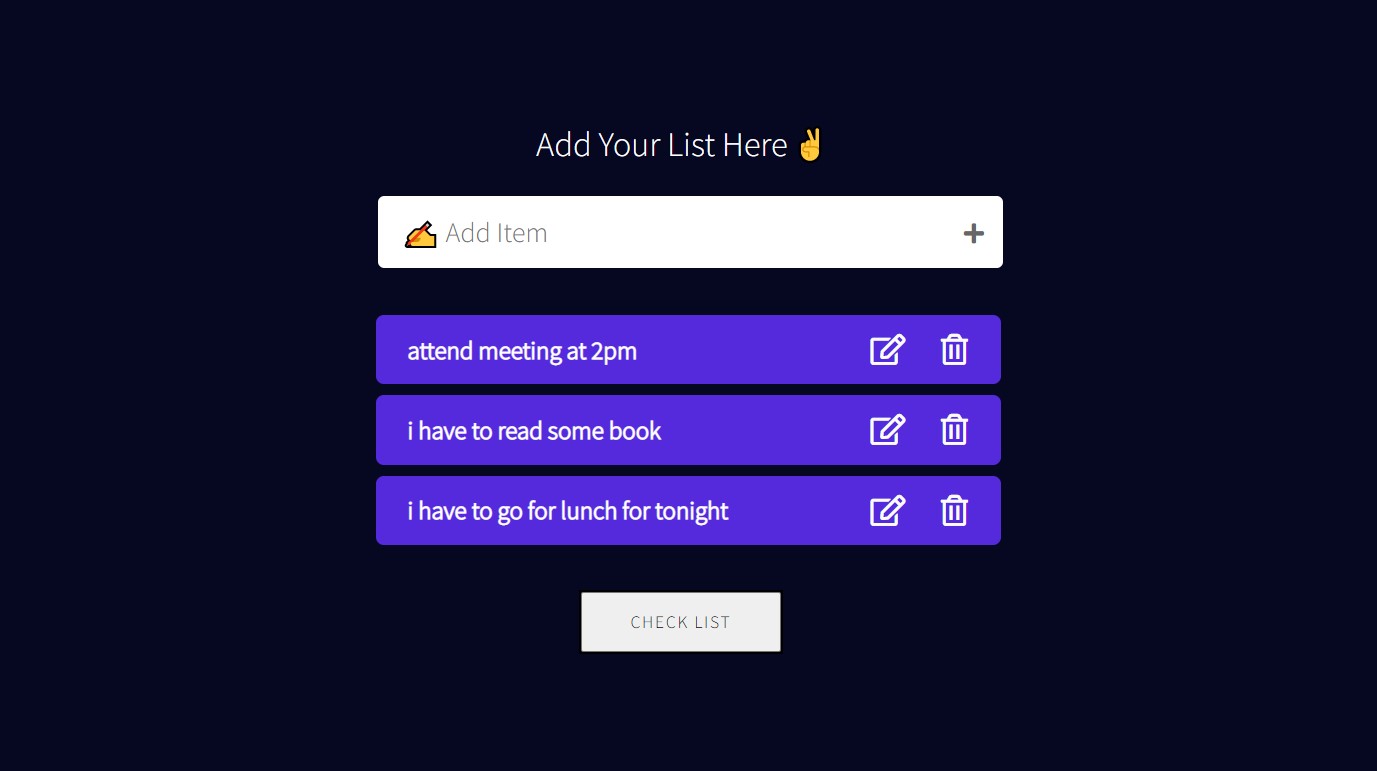 Add Your List Here ✌
✍ Add Item
attend meeting at 2pm
i have to read some book
i have to go for lunch for tonight
CHECK LIST